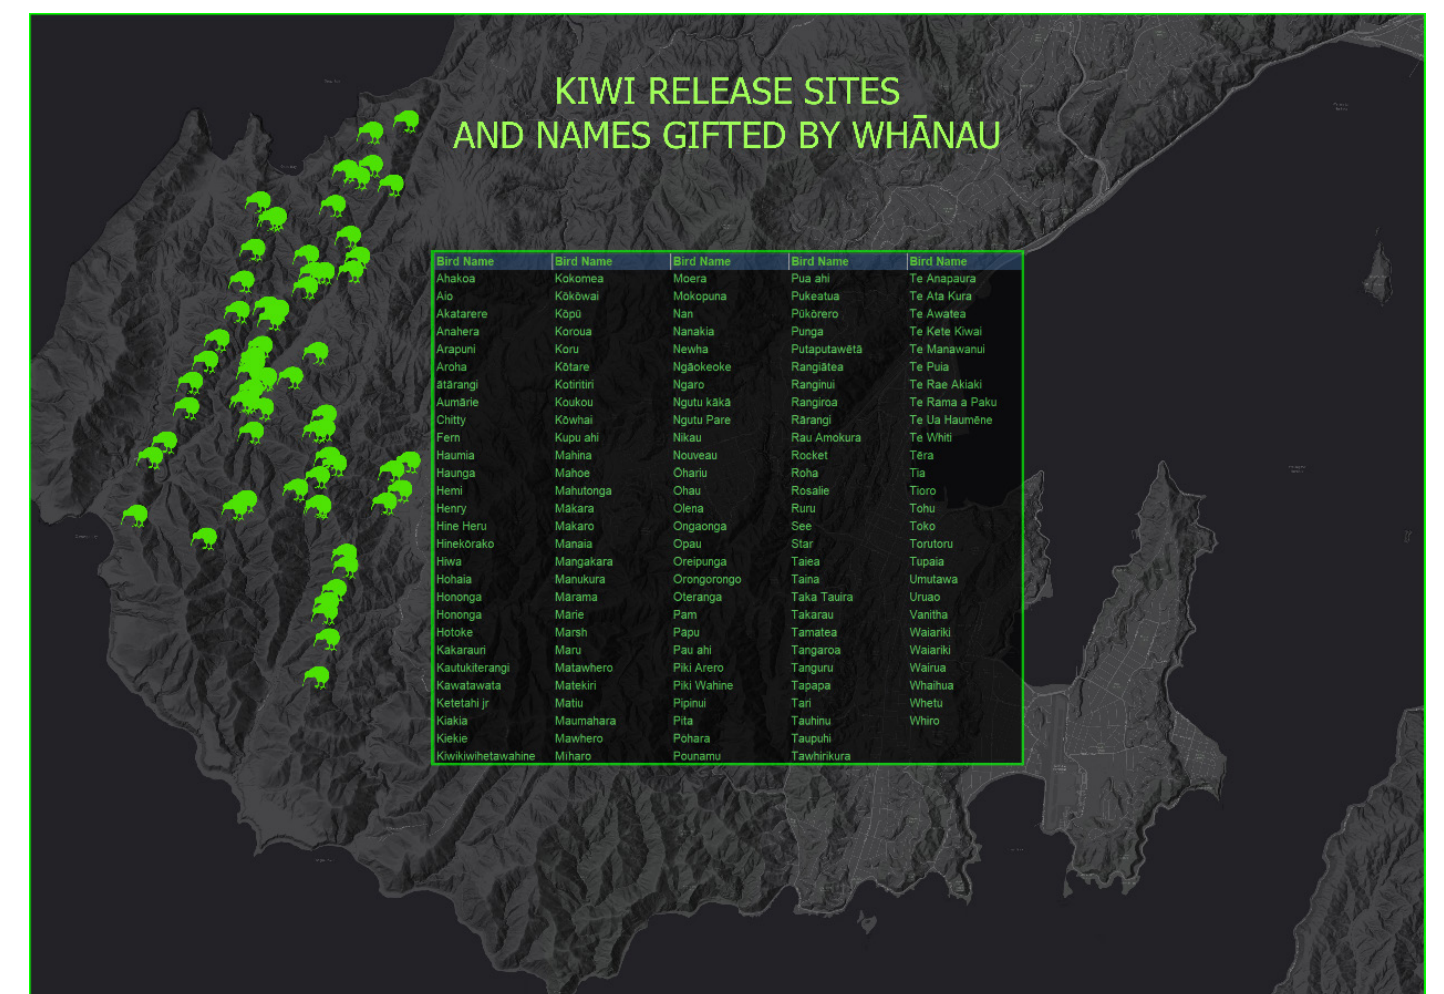 KIWI RELEASE SITES
AND NAMES GIFTED BY WHĀNAU
Bird Name Bird Name Bird Name Bird Name Bird Name
Ahakoa Kokomea Moera Pua ahi Te Anapaura
Aio Kōkōwai Mokopuna Pukeatua Te Ata Kura
Akatarere Kōpū Nan Pūkōrero Te Awatea
Anahera Koroua Nanakia Punga Te Kete Kiwai
Arapuni Koru Newha Putaputawētā Te Manawanui
Aroha Kōtare Ngāokeoke Rangiātea Te Puia
ātārangi Kotiritiri Ngaro Ranginui Te Rae Akiaki
Aumārie Koukou Ngutu kākā Rangiroa Te Rama a Paku
Chitty Kōwhai Ngutu Pare Rārangi Te Ua Haumēne
Fern Kupu ahi Nikau Rau Amokura Te Whiti
Haumia Mahina Nouveau Rocket Tēra
Haunga Mahoe Ōhariu Roha Tia
Hemi Mahutonga Ohau Rosalie Tioro
Henry Mākara Olena Ruru Tohu
Hine Heru Makaro Ongaonga See Toko
Hinekōrako Manaia Opau Star Torutoru
Hiwa Mangakara Oreipunga Taiea Tupaia
Hohaia Manukura Orongorongo Taina Umutawa
Hononga Mārama Oteranga Taka Tauira Uruao
Hononga Mārie Pam Takarau Vanitha
Hotoke Marsh Papu Tamatea Waiariki
Kakarauri Maru Pau ahi Tangaroa Waiariki
Kautukiterangi Matawhero Piki Arero Tanguru Wairua
Kawatawata Matekiri Piki Wahine Tapapa Whaihua
Ketetahi jr Matiu Pipinui Tari Whetū
Kiakia Maumahara Pita Tauhinu Whiro
Kiekie Mawhero Pōhara Taupuhi
Kiwikiwihetawahine Mīharo Pounamu Tawhirikura